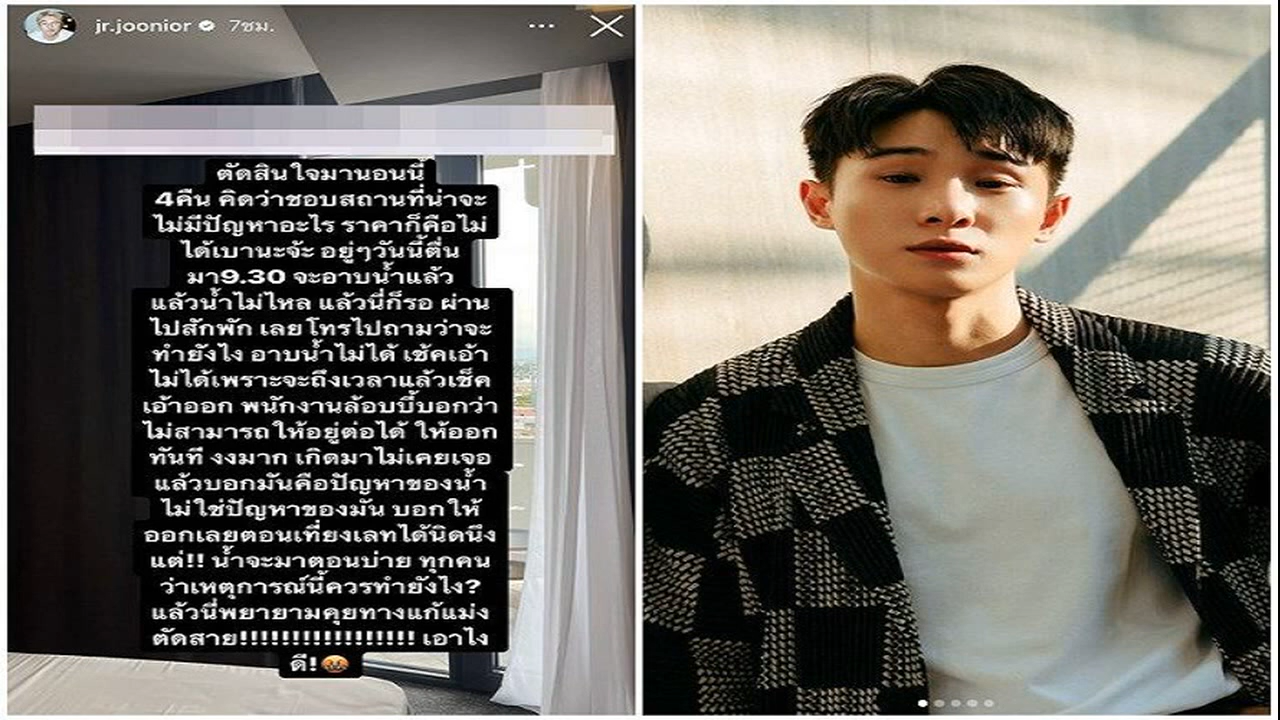 jr.joonior 7ชม.
ตัดสินใจมานอนนี่
4คืน คิดว่าชอบสถานที่น่าจะ
ไม่มีปัญหาอะไร ราคาก็คือไม่
ได้เบานะจ้ะ อยู่ๆวันนี้ตื่น
มา9.30 จะอาบน้ำแล้ว
แล้วน้ำไม่ไหล แล้วนี่ก็รอ ผ่าน
ไปสักพัก เลยโทรไปถามว่าจะ
ทำยังไง อาบน้ำไม่ได้ เช้คเอ้า
ไม่ได้เพราะจะถึงเวลาแล้วเช็ค
เอ้าออก พนักงานล้อบบี้บอกว่า
ไม่สามารถให้อยู่ต่อได้ ให้ออก
ทันที งงมาก เกิดมาไม่เคยเจอ
แล้วบอกมันคือปัญหาของน้ำ
ไม่ใช่ปัญหาของมัน บอกให้
ออกเลยตอนเที่ยงเลทได้นิดนึง
แต่!! น้ำจะมาตอนบ่าย ทุกคน
ว่าเหตุการณ์นี้ควรทำยังไง?
แล้วนี่พยายามคุยทางแก้แม่ง
ตัดสาย!!!!!!!!!!!!!!!!!! เอาไง
ดี!🤬